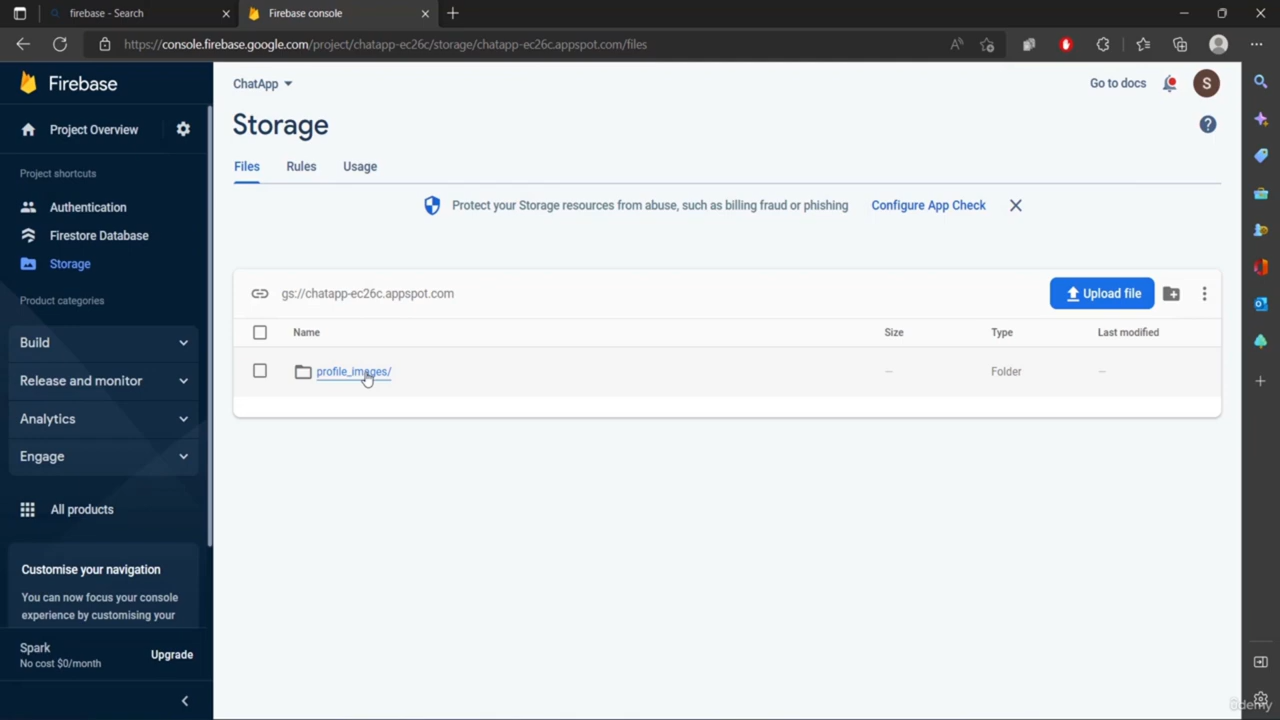 firebase - Search
Firebase console
https://console.firebase.google.com/project/chatapp-ec26c/storage/chatapp-ec26c.appspot.com/files
Firebase
ChatApp
Go to docs
S
Project Overview
Storage
Project shortcuts
Files
Rules
Usage
Authentication
Protect your Storage resources from abuse, such as billing fraud or phishing
Configure App Check
Firestore Database
Storage
Product categories
gs://chatapp-ec26c.appspot.com
Upload file
Name
Size
Type
Last modified
Build
profile_images/
–
Folder
–
Release and monitor
Analytics
Engage
All products
Customise your navigation
You can now focus your console
experience by customising your
Spark
No cost $0/month
Upgrade
ûdemy